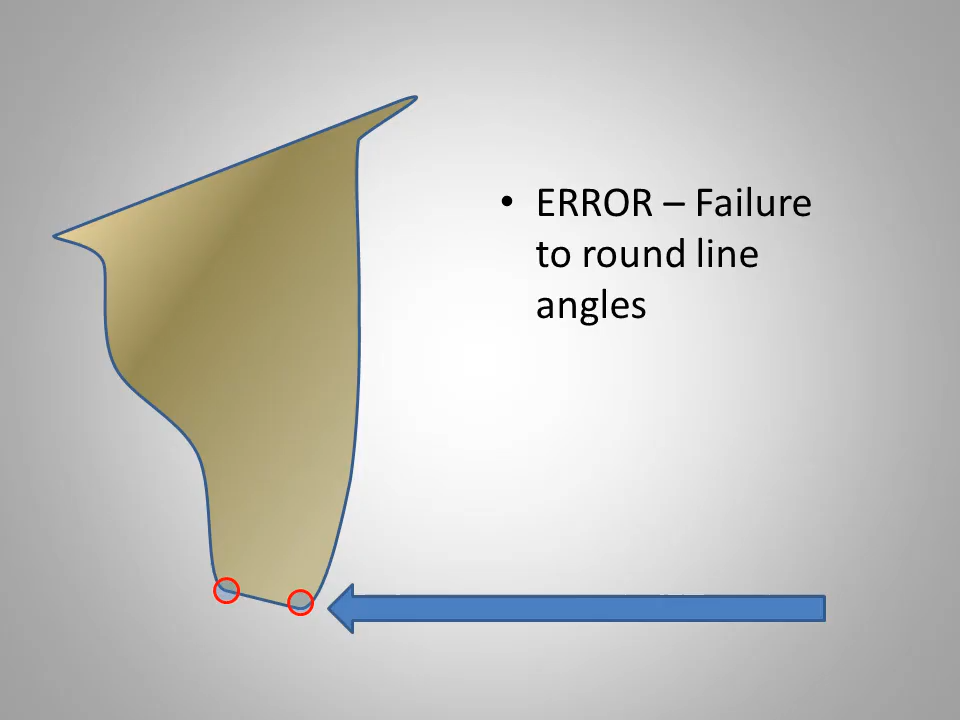 • ERROR – Failure
to round line
angles